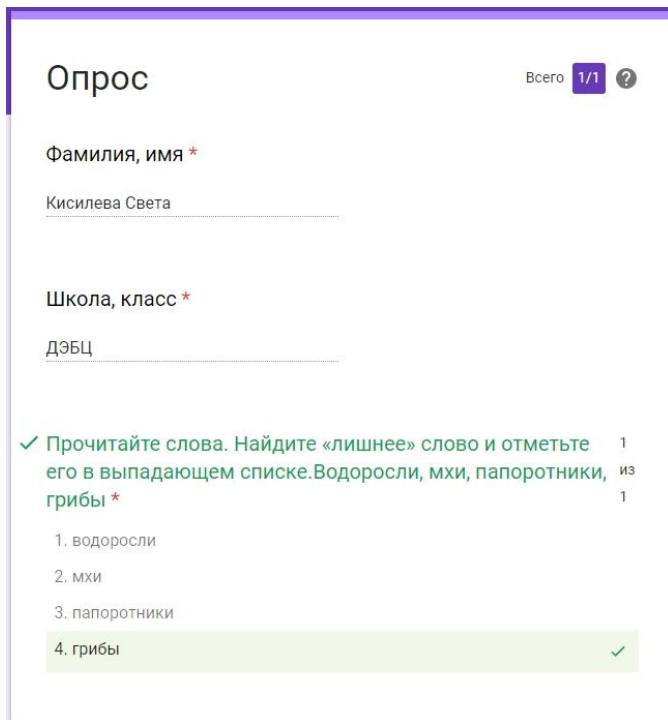 Опрос
Всего 1/1 ?
Фамилия, имя *
Кисилева Света
Школа, класс *
ДЭБЦ
Прочитайте слова. Найдите «лишнее» слово и отметьте 1
его в выпадающем списке.Водоросли, мхи, папоротники, из
грибы * 1
1. водоросли
2. мхи
3. папоротники
4. грибы